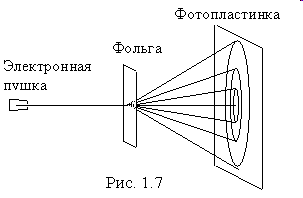 Фотопластинка
Фольга
Электронная
пушка
Рис. 1.7